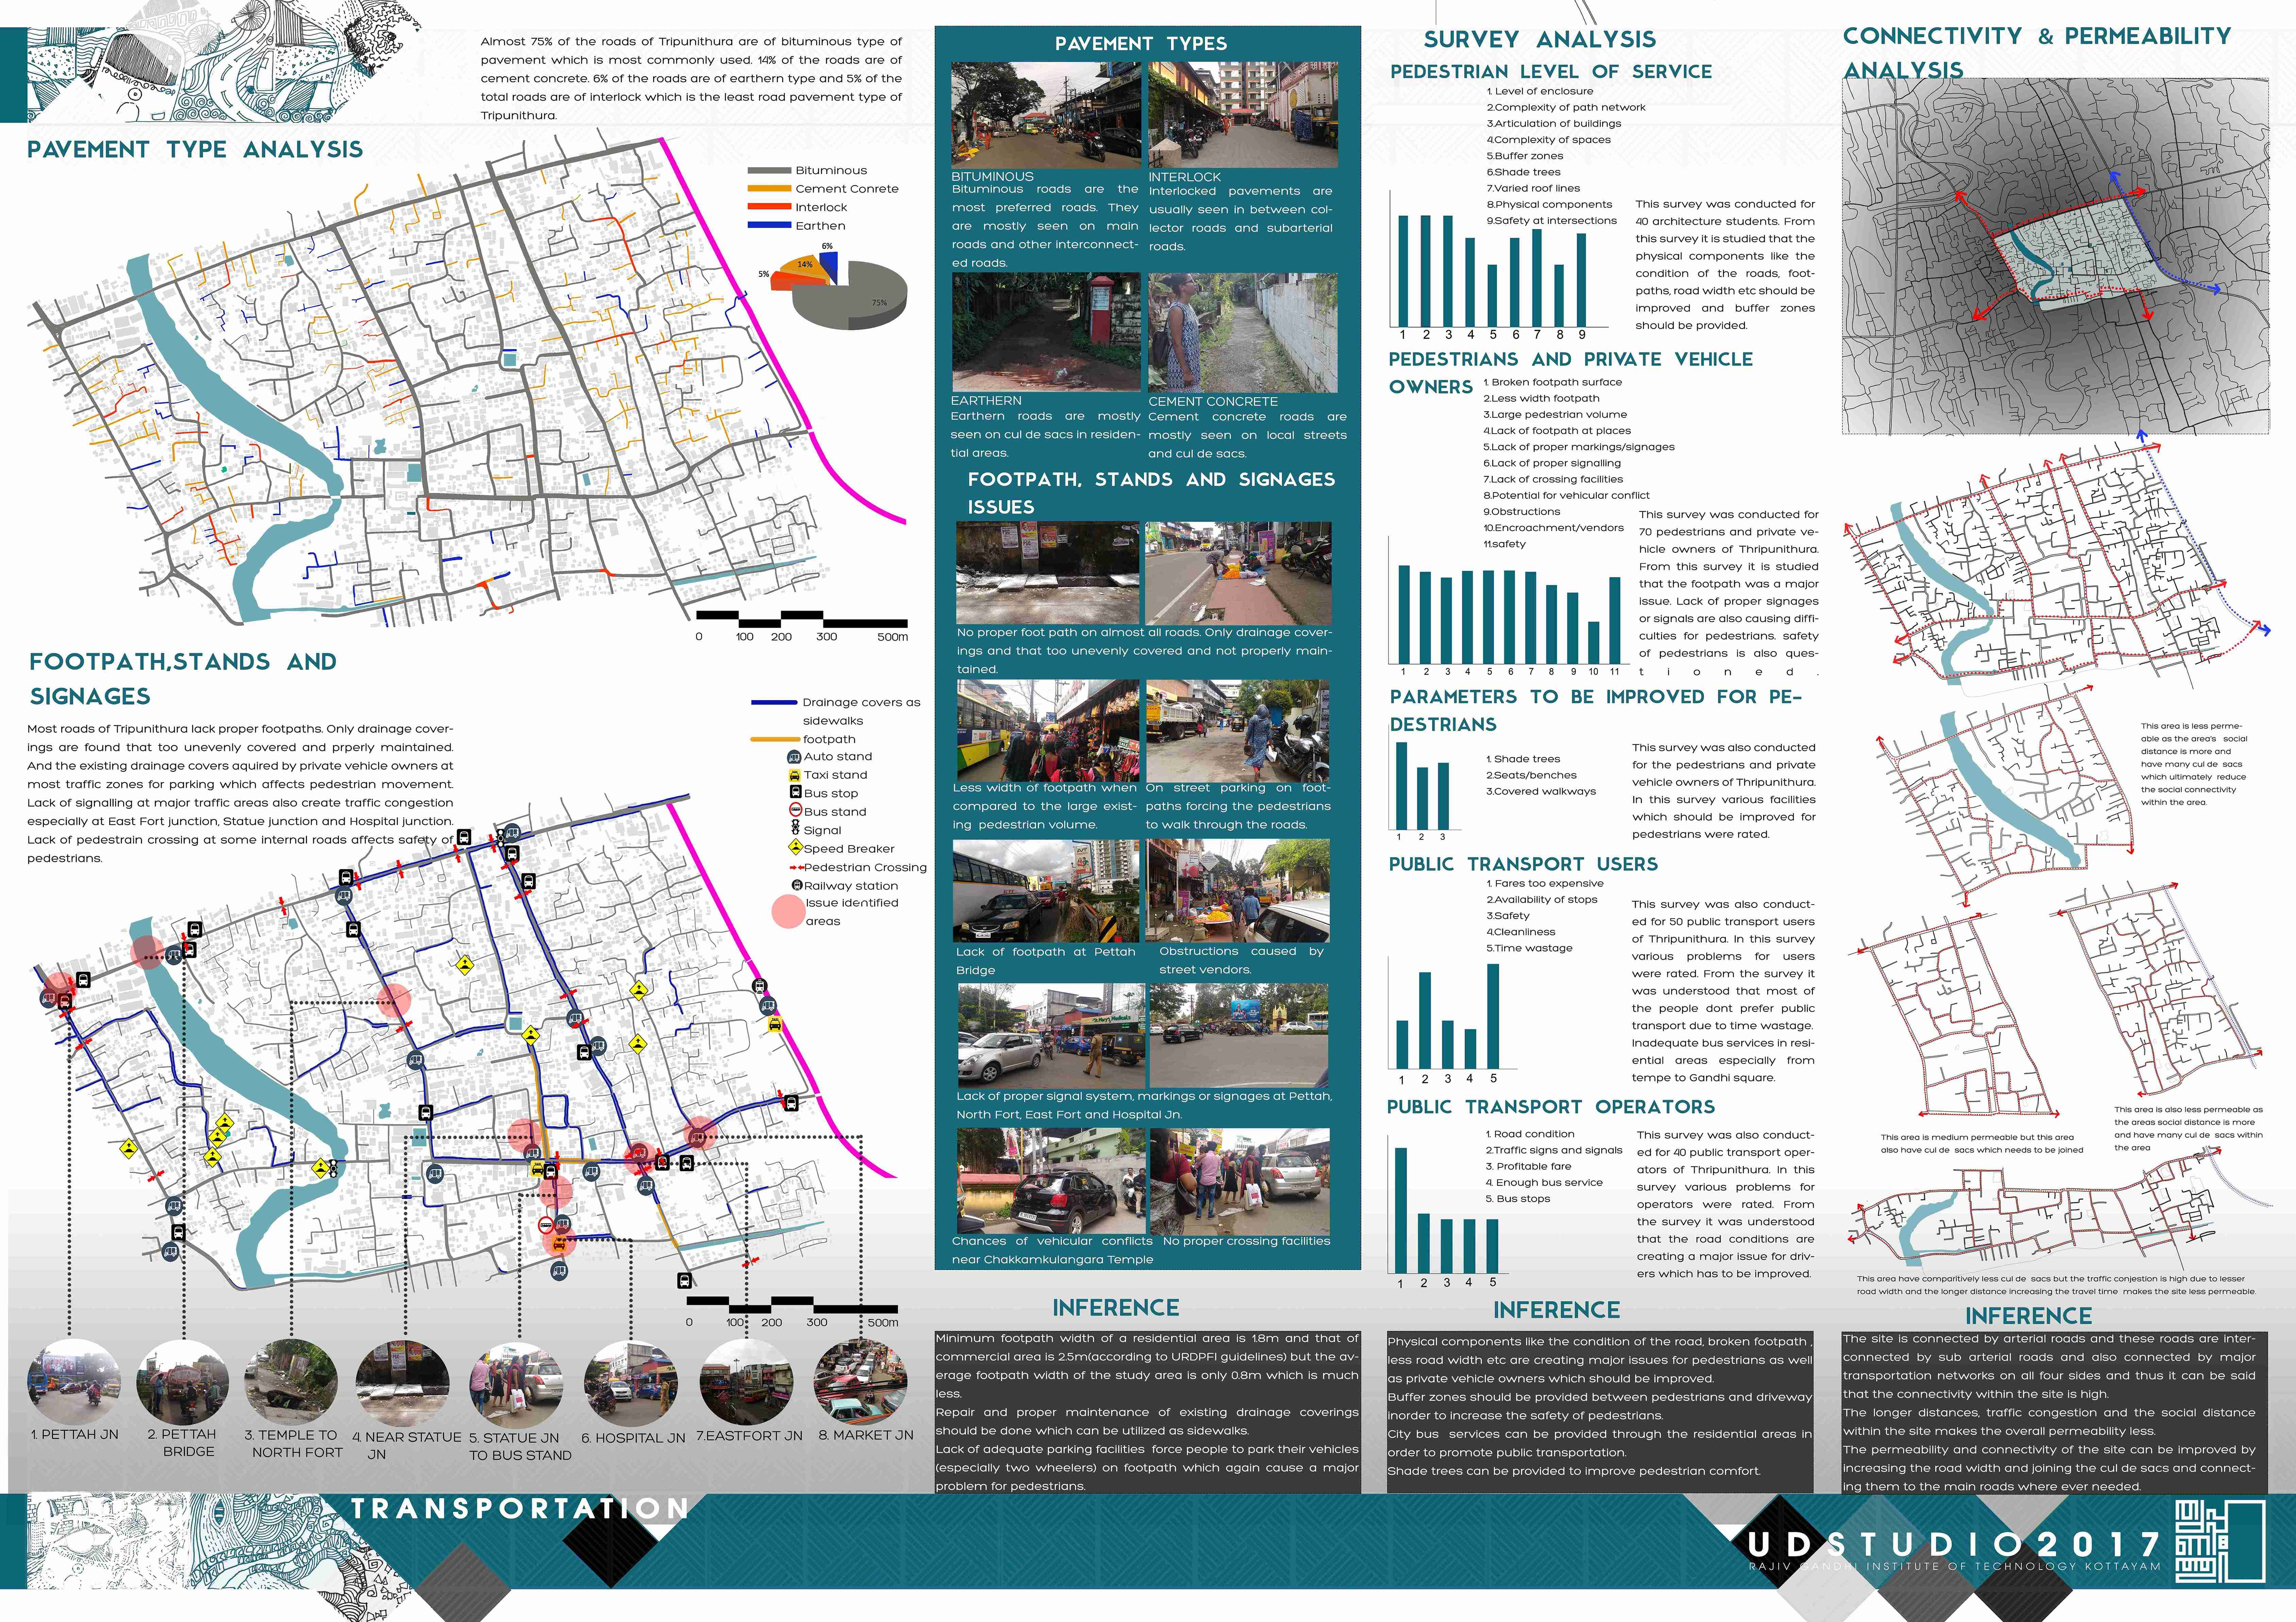 Almost 75% of the roads of Tripunithura are of bituminous type of
pavement which is most commonly used. 14% of the roads are of
cement concrete. 6% of the roads are of earthern type and 5% of the
total roads are of interlock which is the least road pavement type of
Tripunithura.
PAVEMENT TYPE ANALYSIS
Bituminous
Cement Conrete
Interlock
Earthen
6%
14%
5%
75%
0 100 200 300 500m
FOOTPATH,STANDS AND
SIGNAGES
Most roads of Tripunithura lack proper footpaths. Only drainage cover-
ings are found that too unevenly covered and prperly maintained.
And the existing drainage covers aquired by private vehicle owners at
most traffic zones for parking which affects pedestrian movement.
Lack of signalling at major traffic areas also create traffic congestion
especially at East Fort junction, Statue junction and Hospital junction.
Lack of pedestrain crossing at some internal roads affects safety of
pedestrians.
Drainage covers as
sidewalks
footpath
Auto stand
Taxi stand
Bus stop
Bus stand
Signal
Speed Breaker
Pedestrian Crossing
Railway station
Issue identified
areas
0 100 200 300 500m
1. PETTAH JN
2. PETTAH
BRIDGE
3. TEMPLE TO
NORTH FORT
4. NEAR STATUE
JN
5. STATUE JN
TO BUS STAND
6. HOSPITAL JN
7.EASTFORT JN
8. MARKET JN
PAVEMENT TYPES
BITUMINOUS
Bituminous roads are the
most preferred roads. They
are mostly seen on main
roads and other interconnect-
ed roads.
INTERLOCK
Interlocked pavements are
usually seen in between col-
lector roads and subarterial
roads.
EARTHERN
Earthern roads are mostly
seen on cul de sacs in residen-
tial areas.
CEMENT CONCRETE
Cement concrete roads are
mostly seen on local streets
and cul de sacs.
FOOTPATH, STANDS AND SIGNAGES
ISSUES
No proper foot path on almost all roads. Only drainage cover-
ings and that too unevenly covered and not properly main-
tained.
Less width of footpath when
compared to the large exist-
ing pedestrian volume.
On street parking on foot-
paths forcing the pedestrians
to walk through the roads.
Lack of footpath at Pettah
Bridge
Obstructions caused by
street vendors.
Lack of proper signal system, markings or signages at Pettah,
North Fort, East Fort and Hospital Jn.
Chances of vehicular conflicts
near Chakkamkulangara Temple
No proper crossing facilities
INFERENCE
Minimum footpath width of a residential area is 1.8m and that of
commercial area is 2.5m(according to URDPFI guidelines) but the av-
erage footpath width of the study area is only 0.8m which is much
less.
Repair and proper maintenance of existing drainage coverings
should be done which can be utilized as sidewalks.
Lack of adequate parking facilities force people to park their vehicles
(especially two wheelers) on footpath which again cause a major
problem for pedestrians.
SURVEY ANALYSIS
PEDESTRIAN LEVEL OF SERVICE
1. Level of enclosure
2.Complexity of path network
3.Articulation of buildings
4.Complexity of spaces
5.Buffer zones
6.Shade trees
7.Varied roof lines
8.Physical components
9.Safety at intersections
1 2 3 4 5 6 7 8 9
This survey was conducted for
40 architecture students. From
this survey it is studied that the
physical components like the
condition of the roads, foot-
paths, road width etc should be
improved and buffer zones
should be provided.
PEDESTRIANS AND PRIVATE VEHICLE
OWNERS
1. Broken footpath surface
2.Less width footpath
3.Large pedestrian volume
4.Lack of footpath at places
5.Lack of proper markings/signages
6.Lack of proper signalling
7.Lack of crossing facilities
8.Potential for vehicular conflict
9.Obstructions
10.Encroachment/vendors
11.safety
1 2 3 4 5 6 7 8 9 10 11
This survey was conducted for
70 pedestrians and private ve-
hicle owners of Thripunithura.
From this survey it is studied
that the footpath was a major
issue. Lack of proper signages
or signals are also causing diffi-
culties for pedestrians. safety
of pedestrians is also ques-
tioned.
PARAMETERS TO BE IMPROVED FOR PE-
DESTRIANS
1. Shade trees
2.Seats/benches
3.Covered walkways
1 2 3
This survey was also conducted
for the pedestrians and private
vehicle owners of Thripunithura.
In this survey various facilities
which should be improved for
pedestrians were rated.
PUBLIC TRANSPORT USERS
1. Fares too expensive
2.Availability of stops
3.Safety
4.Cleanliness
5.Time wastage
1 2 3 4 5
This survey was also conduct-
ed for 50 public transport users
of Thripunithura. In this survey
various problems for users
were rated. From the survey it
was understood that most of
the people dont prefer public
transport due to time wastage.
Inadequate bus services in resi-
ential areas especially from
tempe to Gandhi square.
PUBLIC TRANSPORT OPERATORS
1. Road condition
2.Traffic signs and signals
3. Profitable fare
4. Enough bus service
5. Bus stops
1 2 3 4 5
This survey was also conduct-
ed for 40 public transport oper-
ators of Thripunithura. In this
survey various problems for
operators were rated. From
the survey it was understood
that the road conditions are
creating a major issue for driv-
ers which has to be improved.
INFERENCE
Physical components like the condition of the road, broken footpath ,
less road width etc are creating major issues for pedestrians as well
as private vehicle owners which should be improved.
Buffer zones should be provided between pedestrians and driveway
inorder to increase the safety of pedestrians.
City bus services can be provided through the residential areas in
order to promote public transportation.
Shade trees can be provided to improve pedestrian comfort.
CONNECTIVITY & PERMEABILITY
ANALYSIS
This area is less perme-
able as the area's social
distance is more and
have many cul de sacs
which ultimately reduce
the social connectivity
within the area.
This area is medium permeable but this area
also have cul de sacs which needs to be joined
This area is also less permeable as
the areas social distance is more
and have many cul de sacs within
the area
This area have comparitively less cul de sacs but the traffic conjestion is high due to lesser
road width and the longer distance increasing the travel time makes the site less permeable.
INFERENCE
The site is connected by arterial roads and these roads are inter-
connected by sub arterial roads and also connected by major
transportation networks on all four sides and thus it can be said
that the connectivity within the site is high.
The longer distances, traffic congestion and the social distance
within the site makes the overall permeability less.
The permeability and connectivity of the site can be improved by
increasing the road width and joining the cul de sacs and connect-
ing them to the main roads where ever needed.
TRANSPORTATION
UDSTUDIO2017
RAJIV GANDHI INSTITUTE OF TECHNOLOGY KOTTAYAM